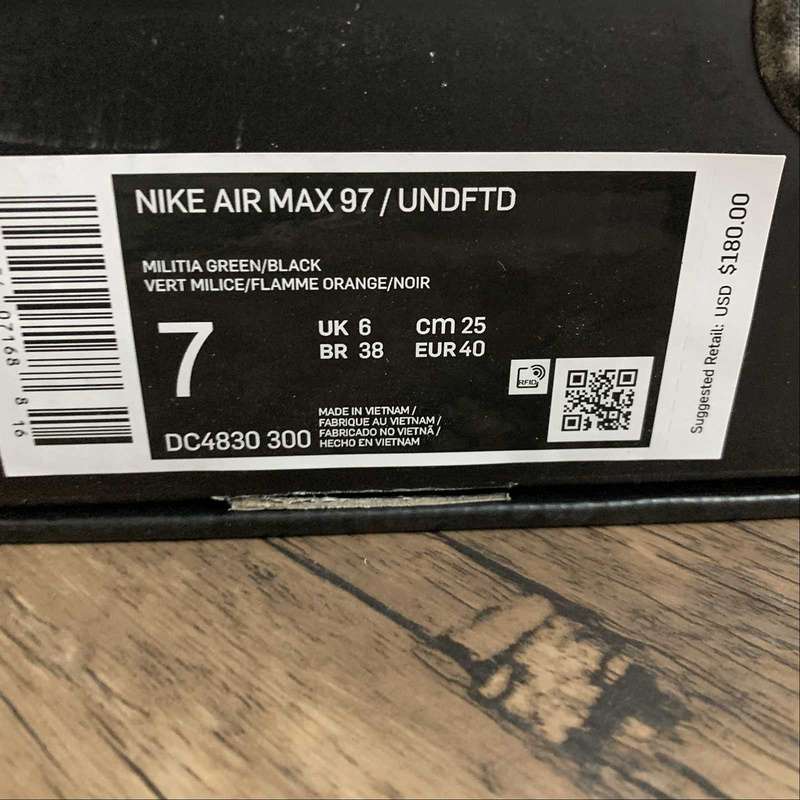 NIKE AIR MAX 97 / UNDFTD
MILITIA GREEN/BLACK
VERT MILICE/FLAMME ORANGE/NOIR
7
UK 6
cm 25
BR 38
EUR 40
RFID
DC4830 300
MADE IN VIETNAM /
FABRIQUE AU VIETNAM /
FABRICADO NO VIETNÃ /
HECHO EN VIETNAM
07168 8 16
Suggested Retail: USD $180.00